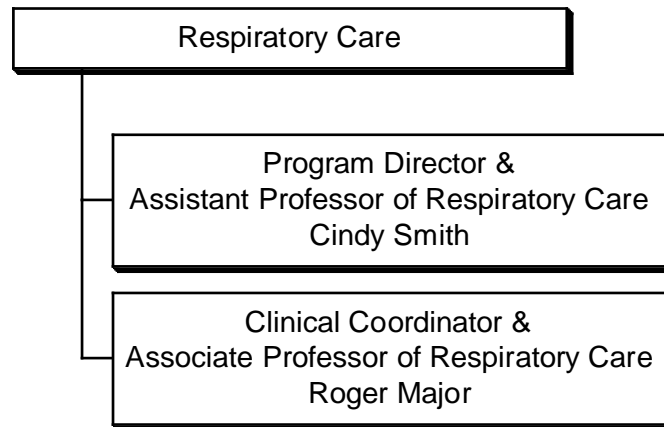 Respiratory Care
Program Director &
Assistant Professor of Respiratory Care
Cindy Smith
Clinical Coordinator &
Associate Professor of Respiratory Care
Roger Major